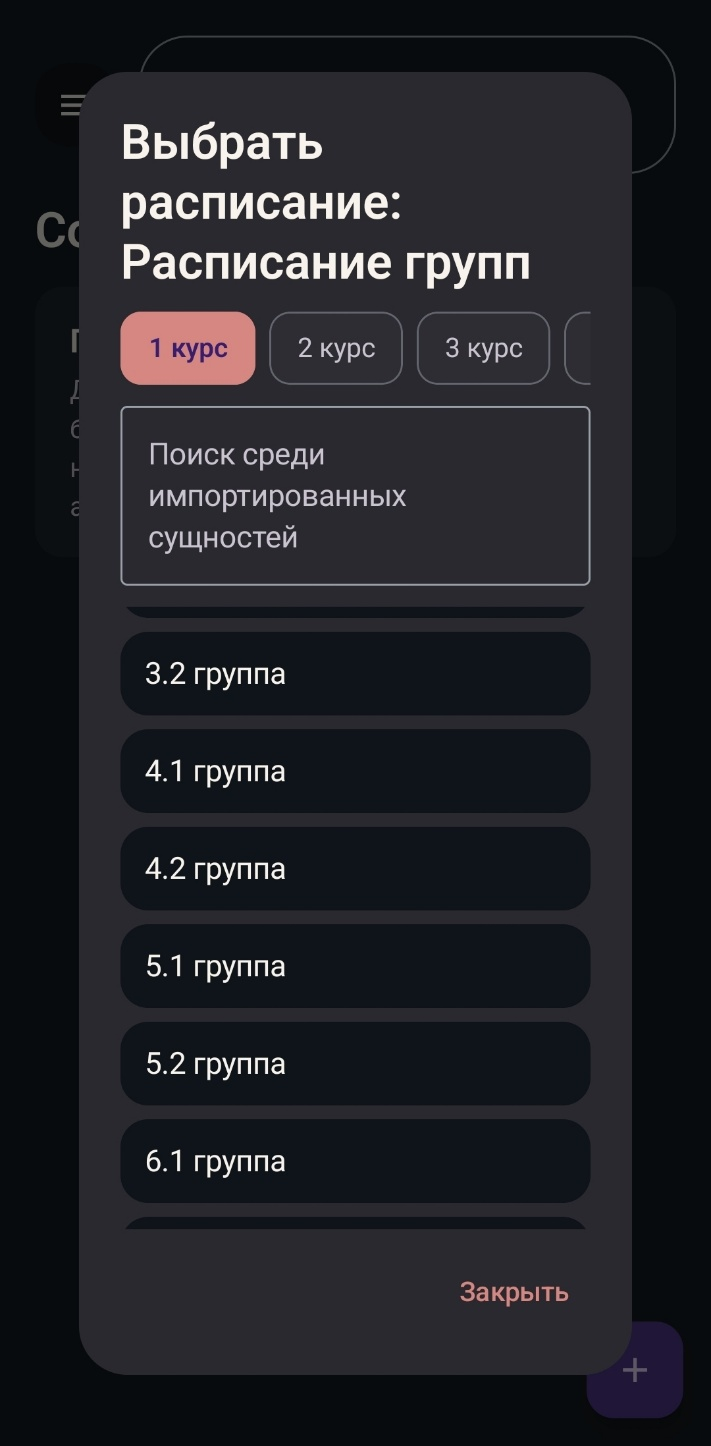 Выбрать
расписание:
Расписание групп
1 курс
2 курс
3 курс
Поиск среди
импортированных
сущностей
3.2 группа
4.1 группа
4.2 группа
5.1 группа
5.2 группа
6.1 группа
Закрыть
+